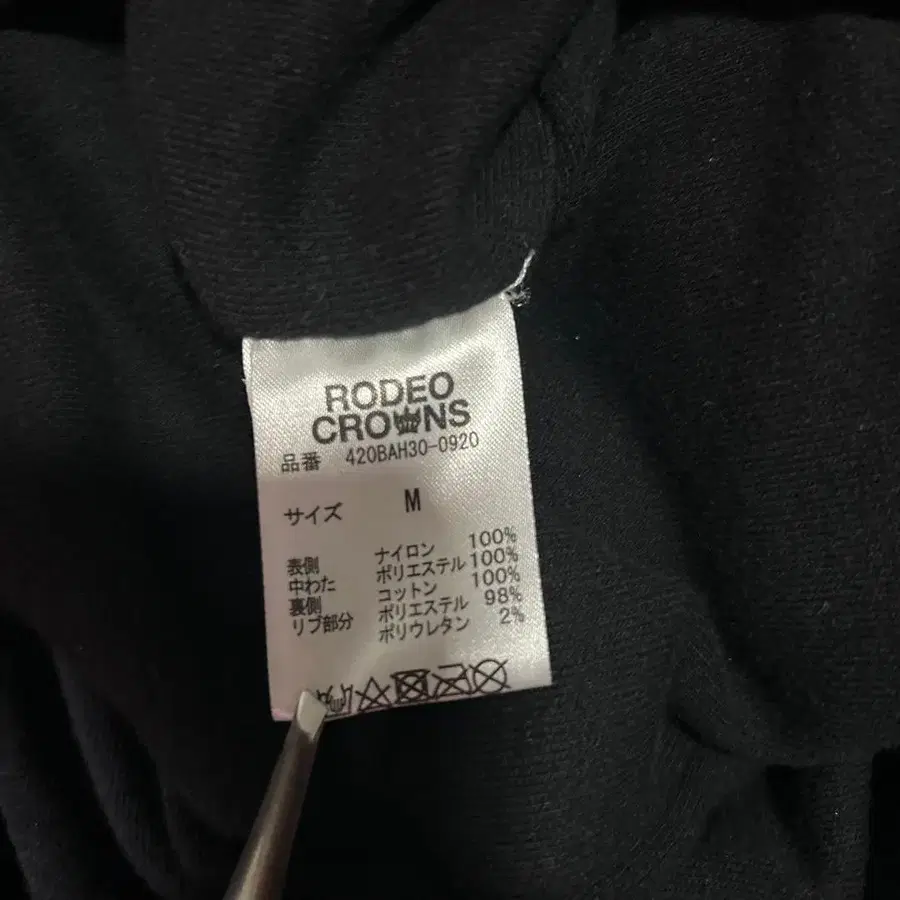 RODEO
CROWNS
品番 420BAH30-0920
サイズ M
表側 ナイロン 100%
中わた ポリエステル 100%
裏側 コットン 100%
リブ部分 ポリエステル 98%
ポリウレタン 2%